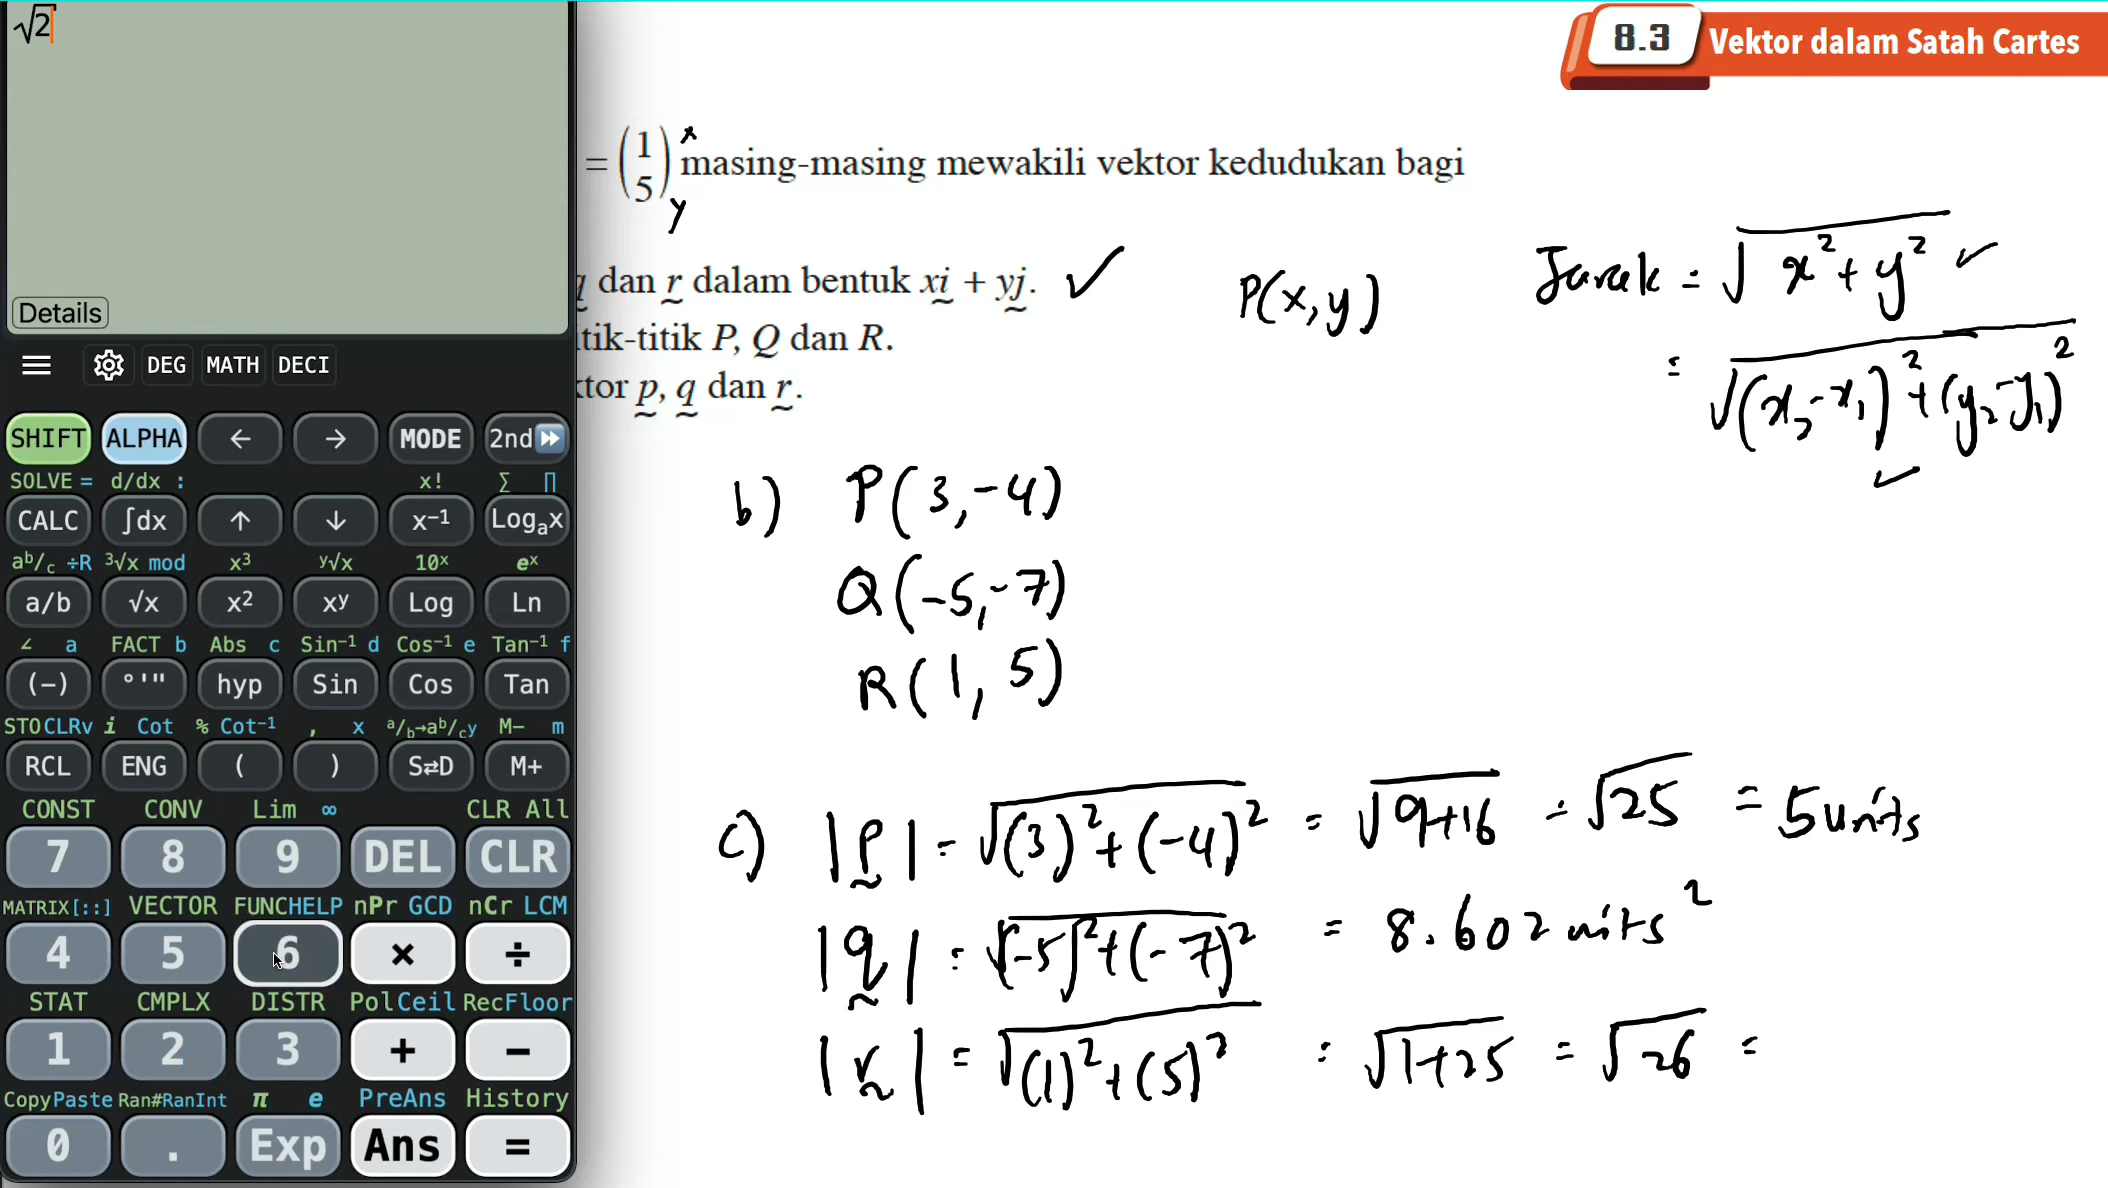 √2
Details
DEG MATH DECI
SHIFT ALPHA ← → MODE 2nd
SOLVE = d/dx : x! ∑ ∏
CALC ∫dx ↑ ↓ x⁻¹ Logₐx
aᵇ/c ÷R ³√x mod x³ ʸ√x 10ˣ eˣ
a/b √x x² xʸ Log Ln
∠ a FACT b Abs c Sin⁻¹ d Cos⁻¹ e Tan⁻¹ f
(−) °'" hyp Sin Cos Tan
STO CLRv i Cot % Cot⁻¹ , x a/b→aᵇ/c y M− m
RCL ENG ( ) S⇄D M+
CONST CONV Lim ∞ CLR All
7 8 9 DEL CLR
MATRIX [::] VECTOR FUNC HELP nPr GCD nCr LCM
4 5 6 × ÷
STAT CMPLX DISTR Pol Ceil Rec Floor
1 2 3 + −
Copy Paste Ran# RanInt π e PreAns History
0 . Exp Ans =
8.3 Vektor dalam Satah Cartes
= (1 5) masing-masing mewakili vektor kedudukan bagi
x
y
q dan r dalam bentuk xi + yj. ✓
itik-titik P, Q dan R.
ktor p, q dan r.
P(x, y)
Jarak = √x² + y² ✓
= √(x₂ - x₁)² + (y₂ - y₁)²
✓
b) P(3, -4)
Q(-5, -7)
R(1, 5)
c) |p| = √(3)² + (-4)² = √9+16 = √25 = 5 units
|q| = √(-5)² + (-7)² = 8.602 units²
|r| = √(1)² + (5)² = √1+25 = √26 =